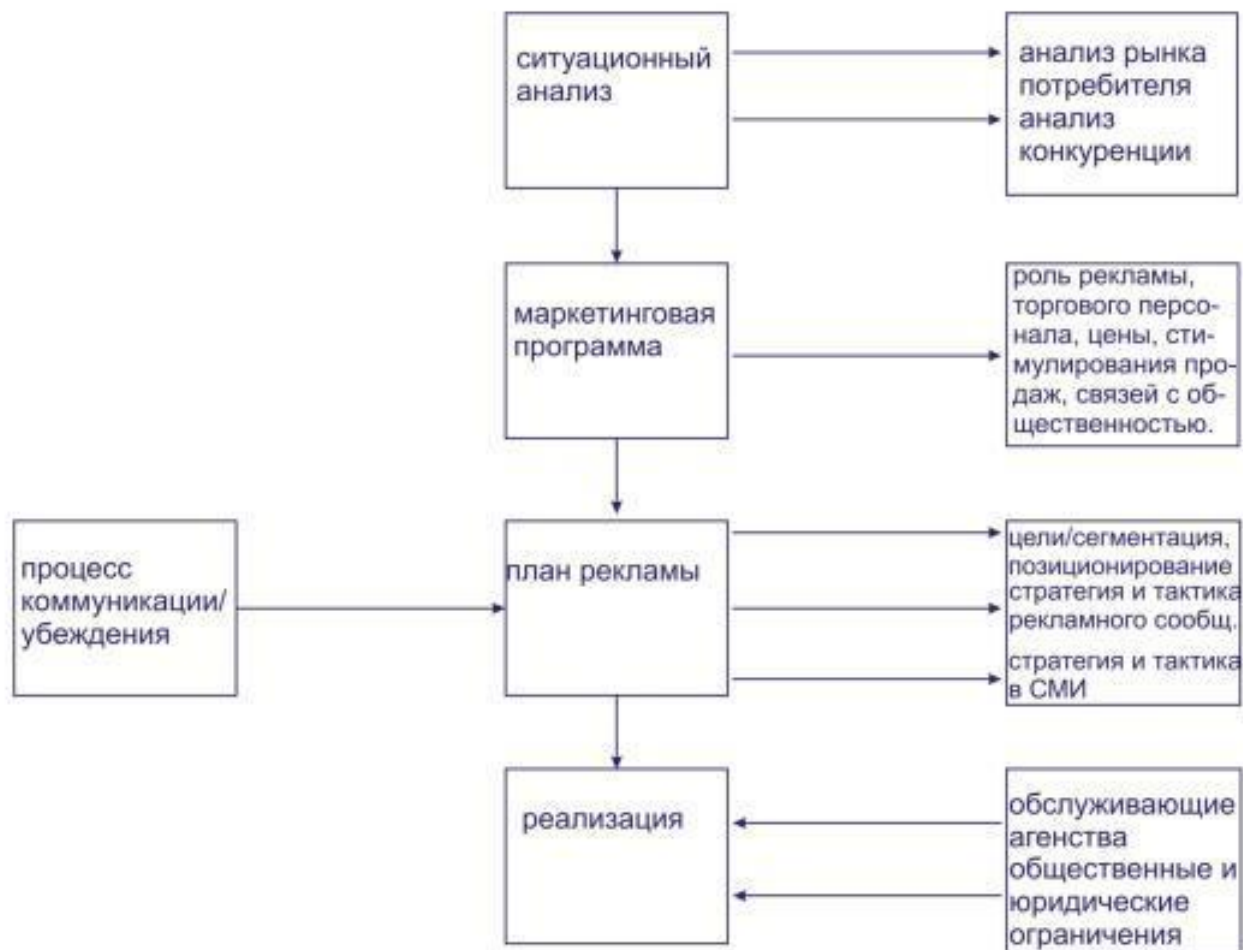 ситуационный
анализ
анализ рынка
потребителя
анализ
конкуренции
маркетинговая
программа
роль рекламы,
торгового персо-
нала, цены, сти-
мулирования про-
даж, связей с об-
щественностью.
процесс
коммуникации/
убеждения
план рекламы
цели/сегментация,
позиционирование
стратегия и тактика
рекламного сообщ.
стратегия и тактика
в СМИ
реализация
обслуживающие
агенства
общественные и
юридические
ограничения